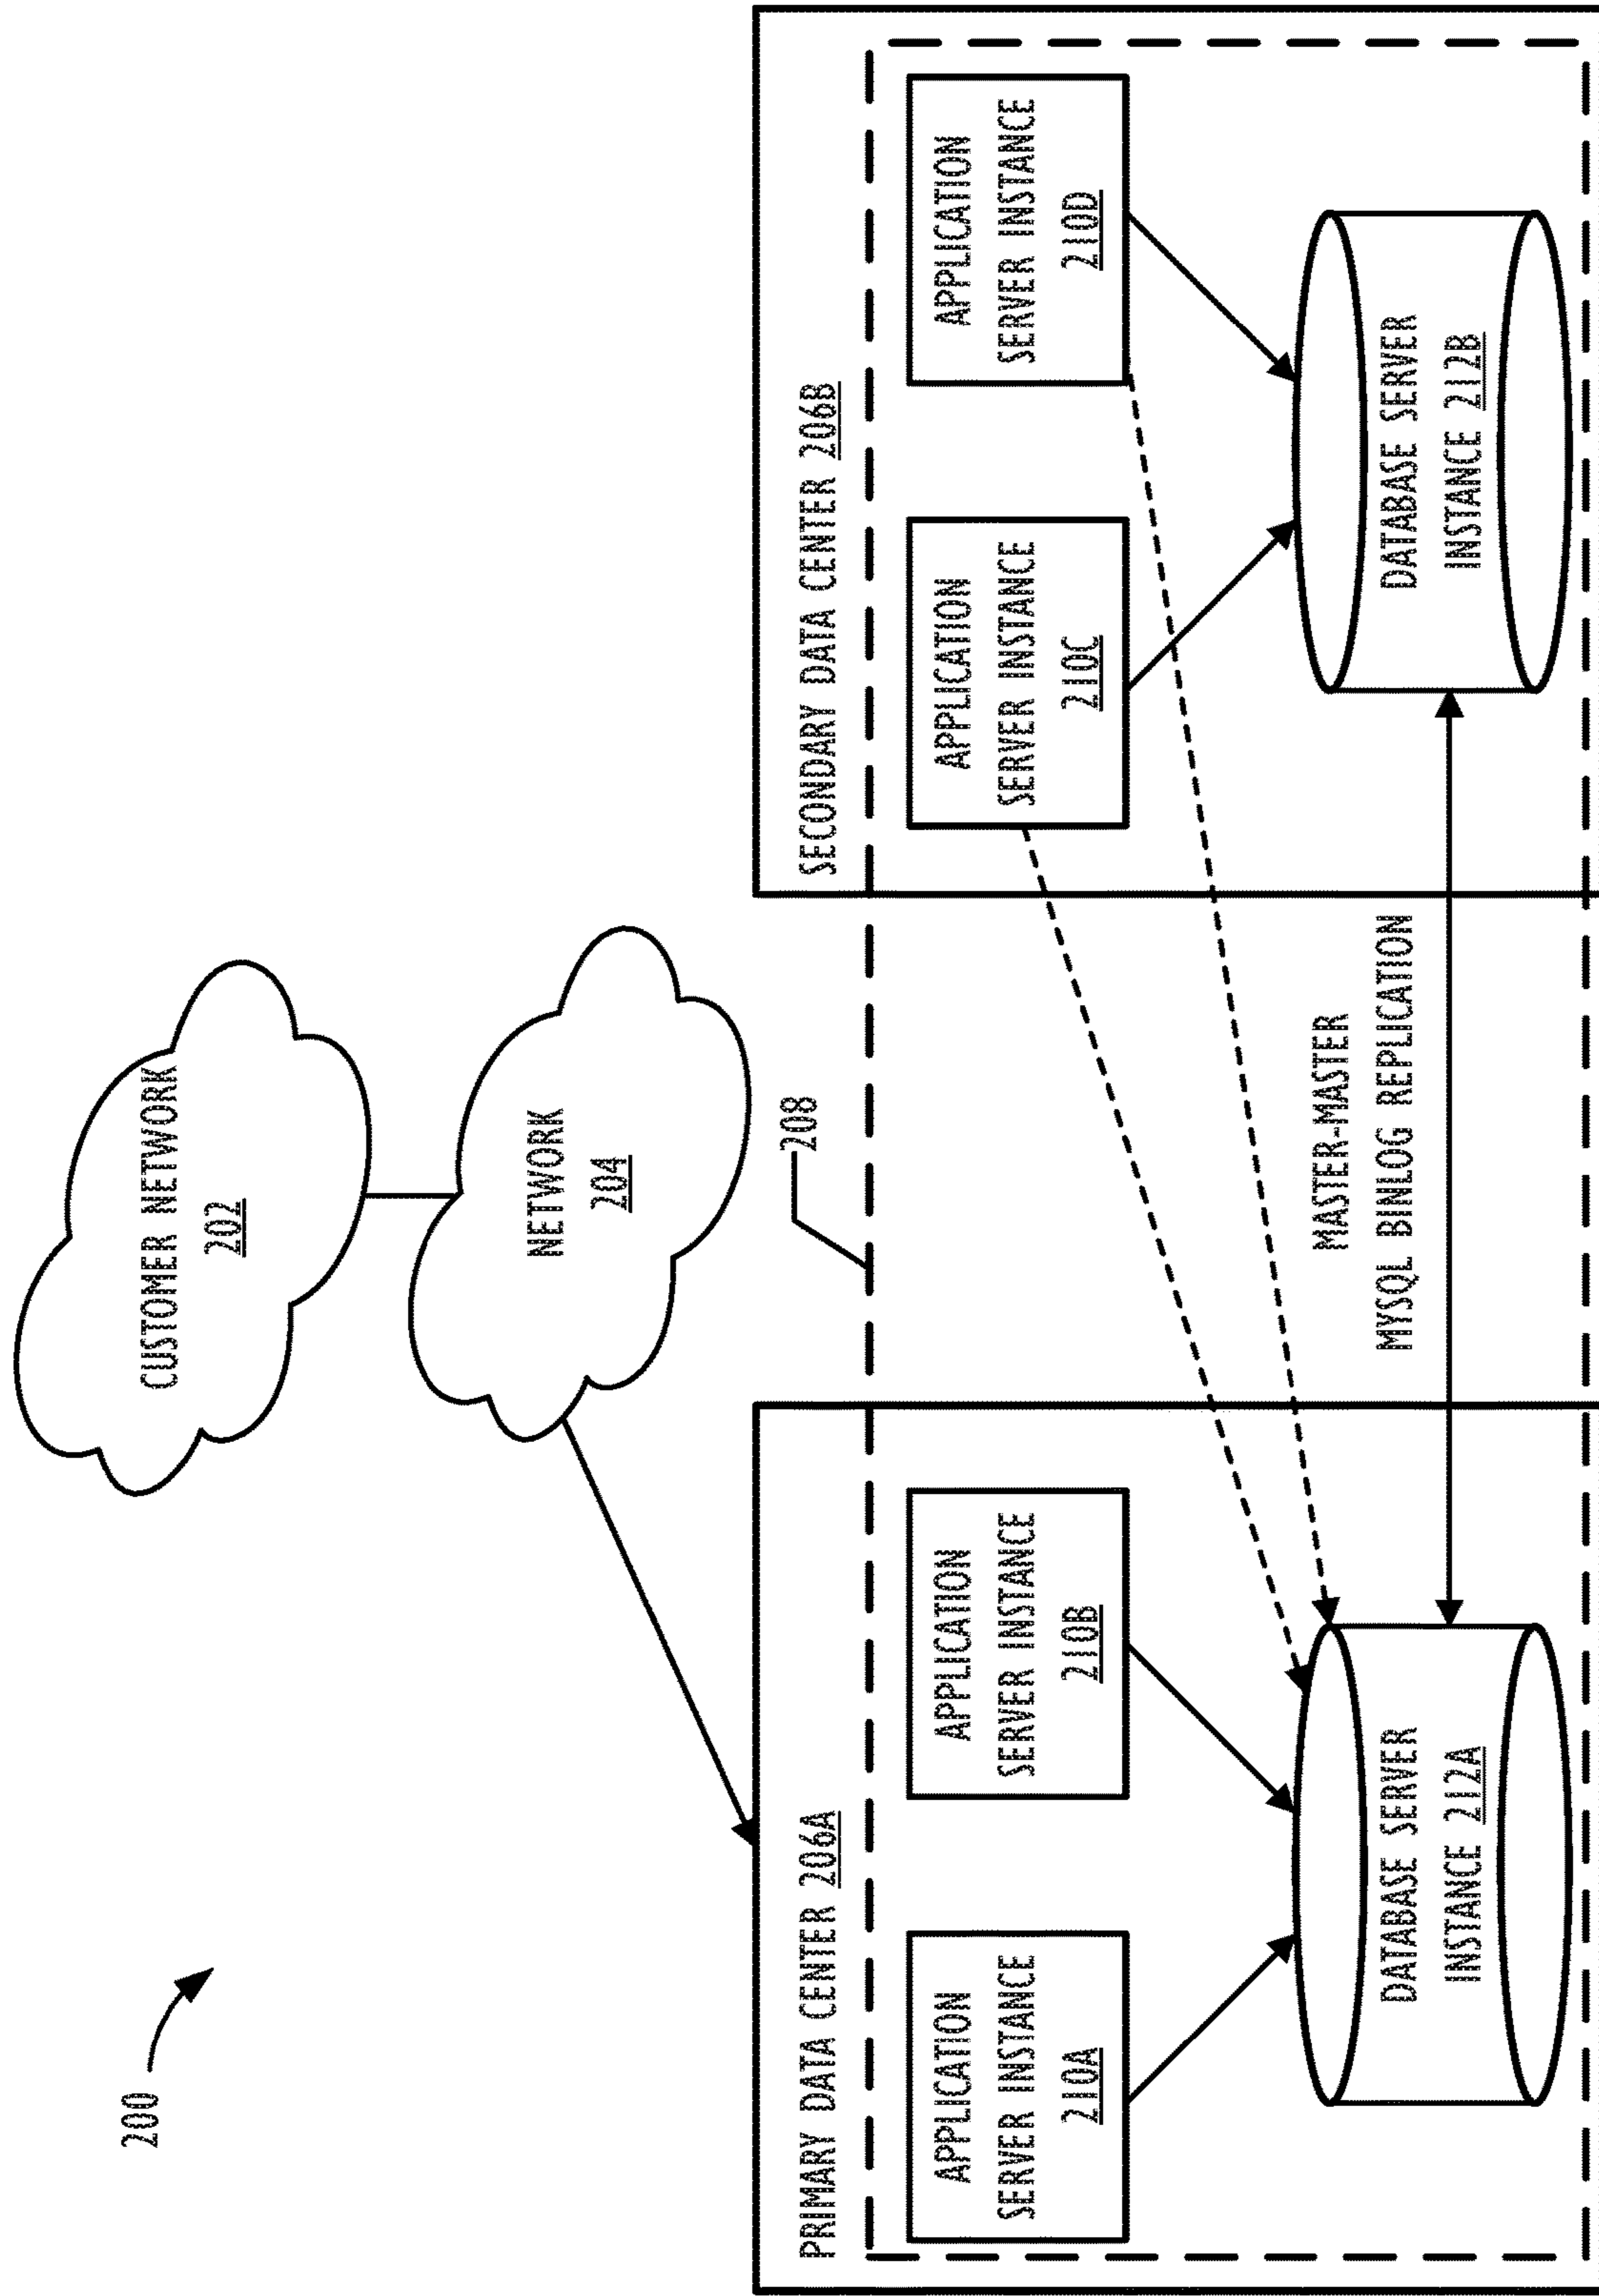 200
CUSTOMER NETWORK
202
NETWORK
204
208
PRIMARY DATA CENTER 206A
APPLICATION
SERVER INSTANCE
210A
APPLICATION
SERVER INSTANCE
210B
DATABASE SERVER
INSTANCE 212A
MASTER-MASTER
MYSQL BINLOG REPLICATION
SECONDARY DATA CENTER 206B
APPLICATION
SERVER INSTANCE
210C
APPLICATION
SERVER INSTANCE
210D
DATABASE SERVER
INSTANCE 212B